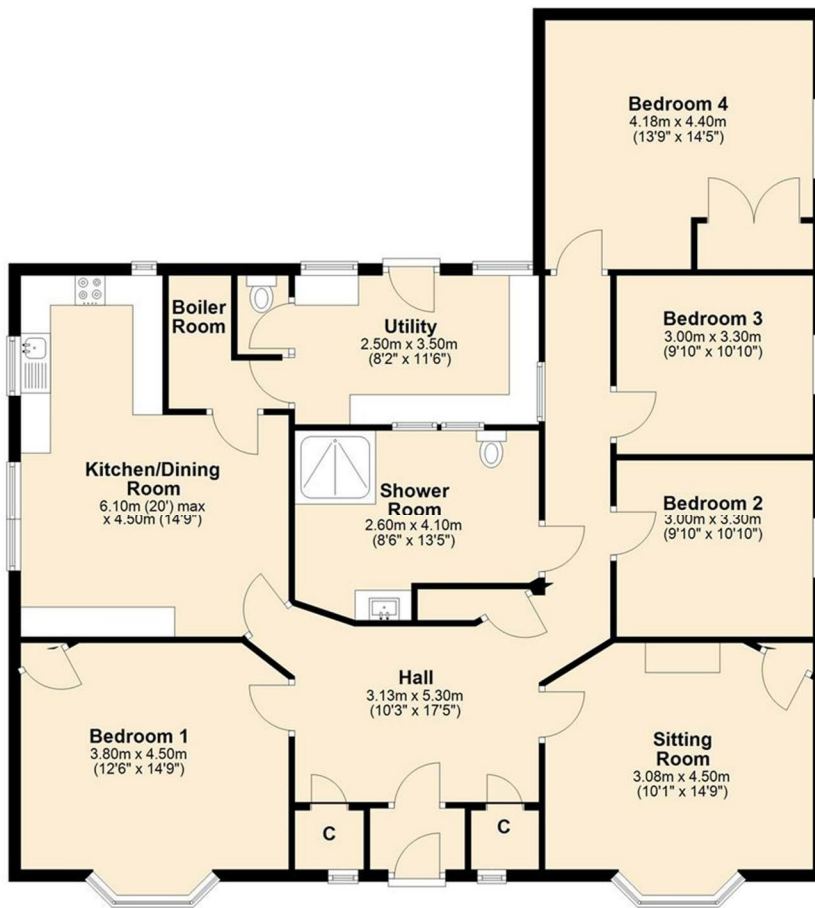 Bedroom 4
4.18m x 4.40m
(13'9" x 14'5")
Boiler
Room
Utility
2.50m x 3.50m
(8'2" x 11'6")
Bedroom 3
3.00m x 3.30m
(9'10" x 10'10")
Kitchen/Dining
Room
6.10m (20') max
x 4.50m (14'9")
Shower
Room
2.60m x 4.10m
(8'6" x 13'5")
Bedroom 2
3.00m x 3.30m
(9'10" x 10'10")
Hall
3.13m x 5.30m
(10'3" x 17'5")
Bedroom 1
3.80m x 4.50m
(12'6" x 14'9")
Sitting
Room
3.08m x 4.50m
(10'1" x 14'9")
C
C